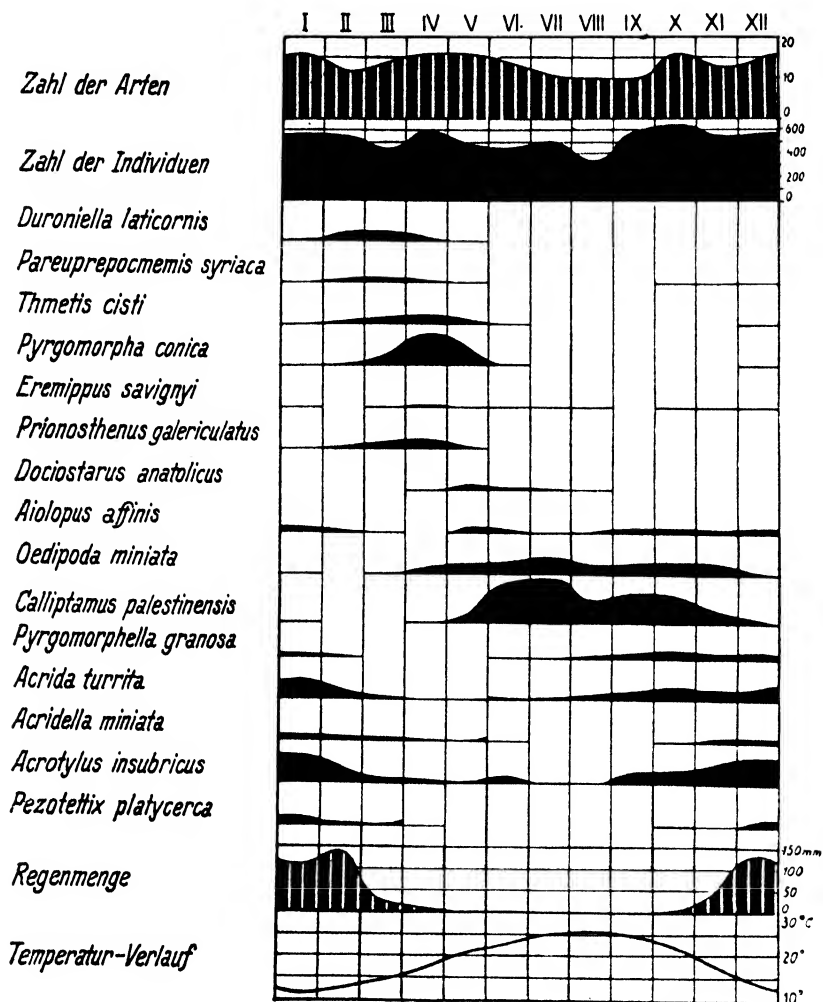 I II III IV V VI. VII VIII IX X XI XII
Zahl der Arten
20
10
0
Zahl der Individuen
600
400
200
0
Duroniella laticornis
Pareuprepocmemis syriaca
Thmetis cisti
Pyrgomorpha conica
Eremippus savignyi
Prionosthenus galericulatus
Dociostarus anatolicus
Aiolopus affinis
Oedipoda miniata
Calliptamus palestinensis
Pyrgomorphella granosa
Acrida turrita
Acridella miniata
Acrotylus insubricus
Pezotettix platycerca
Regenmenge
150mm
100
50
0
Temperatur-Verlauf
30°C
20°
10°